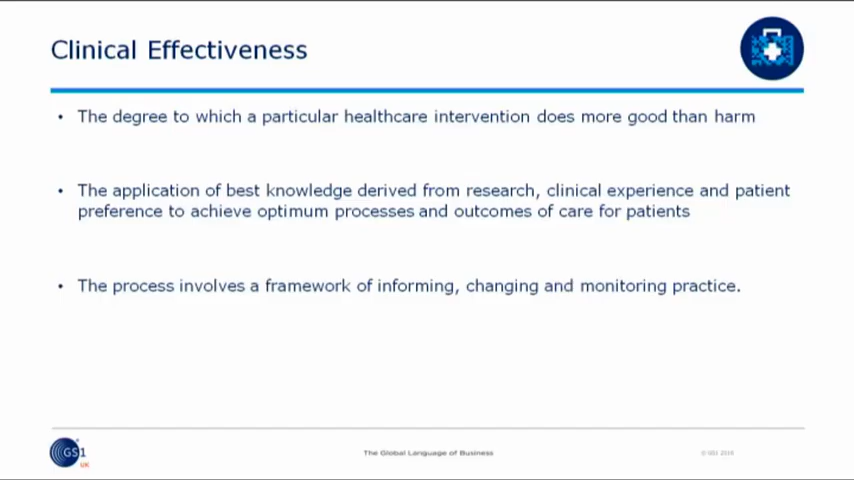 Clinical Effectiveness
• The degree to which a particular healthcare intervention does more good than harm
• The application of best knowledge derived from research, clinical experience and patient
preference to achieve optimum processes and outcomes of care for patients
• The process involves a framework of informing, changing and monitoring practice.
GS1
UK
The Global Language of Business
© GS1